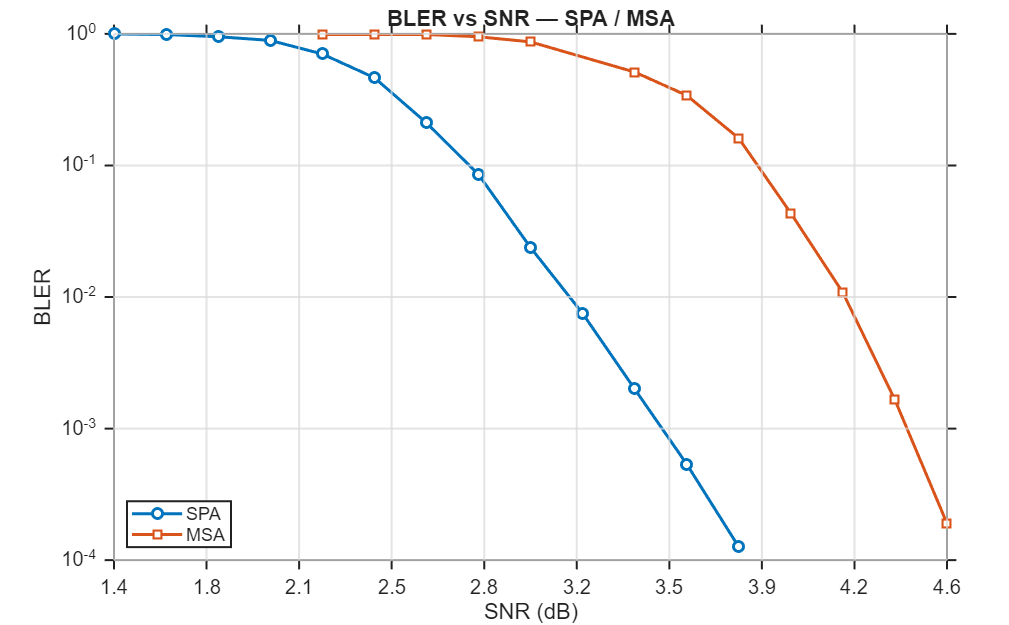 BLER vs SNR — SPA / MSA
10^0
10^-1
10^-2
10^-3
10^-4
BLER
SPA
MSA
1.4 1.8 2.1 2.5 2.8 3.2 3.5 3.9 4.2 4.6
SNR (dB)